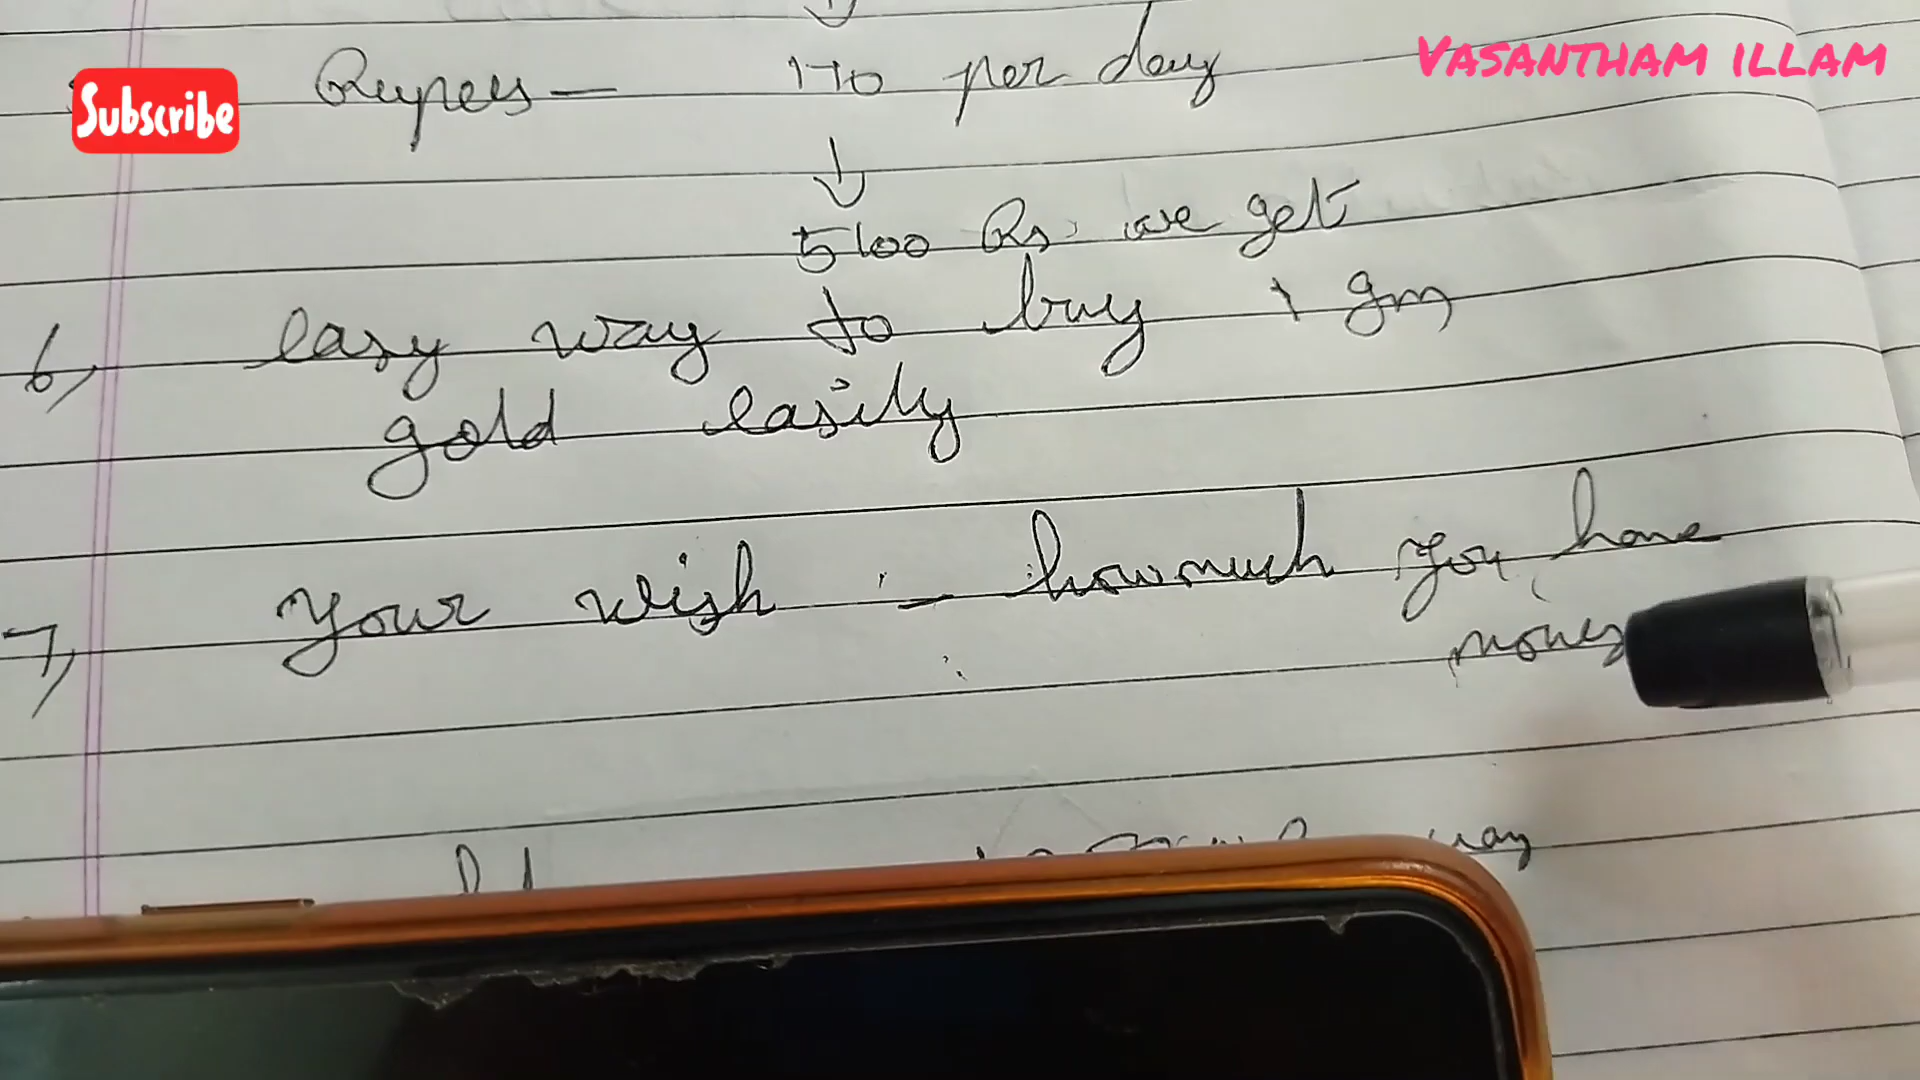 VASANTHAM ILLAM
Subscribe
Rupees — 170 per day
5100 Rs. we get
6, easy way to buy 1 gm
gold easily
7, Your wish :- howmuch you have
money
way